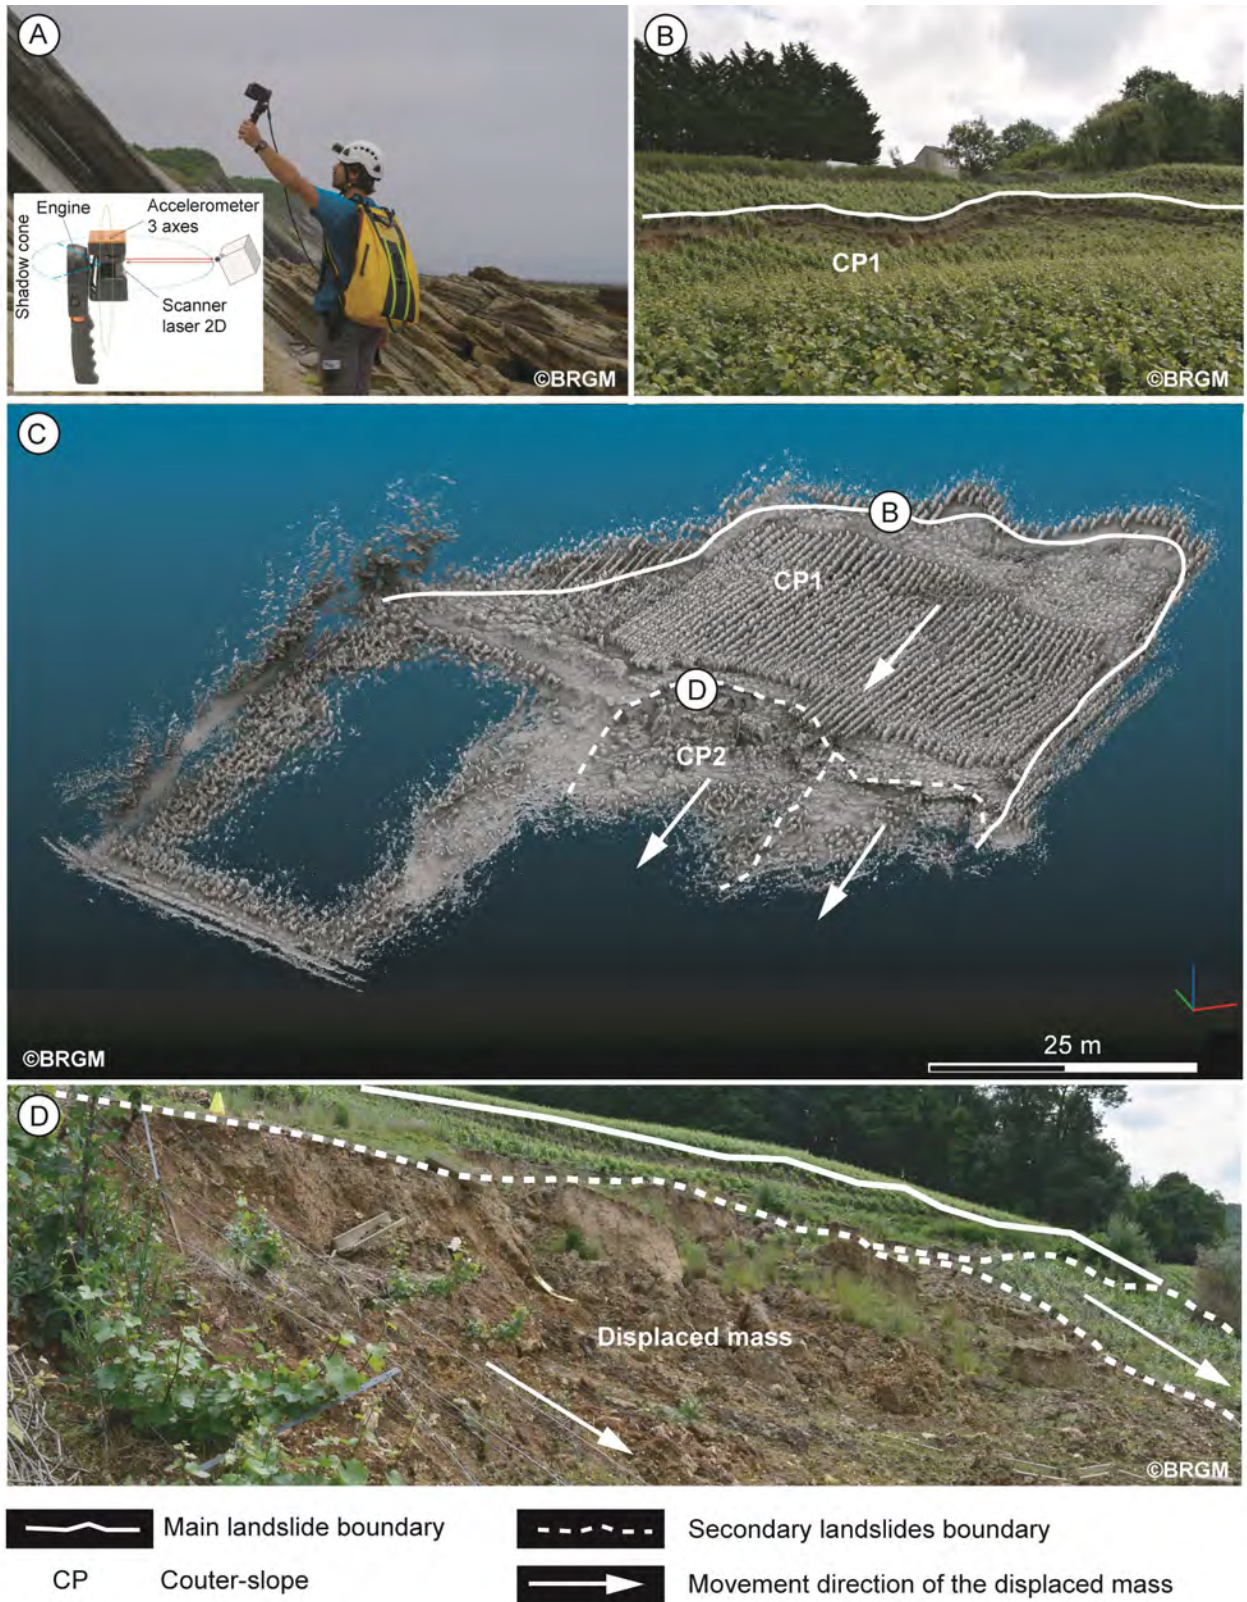 A
Engine
Accelerometer
3 axes
Shadow cone
Scanner
laser 2D
©BRGM
B
CP1
©BRGM
C
B
CP1
D
CP2
25 m
©BRGM
D
Displaced mass
©BRGM
Main landslide boundary
Secondary landslides boundary
CP
Couter-slope
Movement direction of the displaced mass